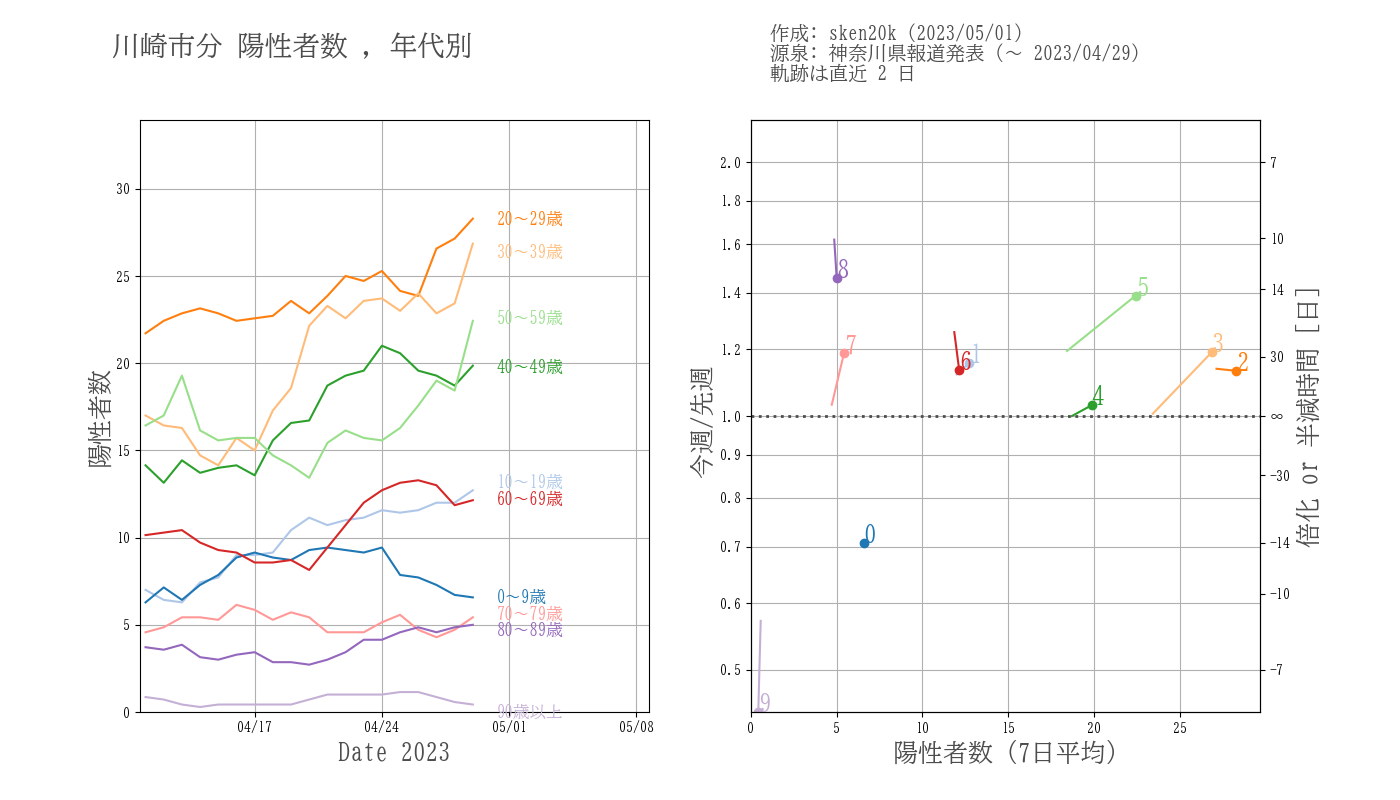 川崎市分 陽性者数 , 年代別
作成: sken20k (2023/05/01)
源泉: 神奈川県報道発表 (～ 2023/04/29)
軌跡は直近 2 日
陽性者数
30
25
20
15
10
5
0
04/17
04/24
05/01
05/08
Date 2023
20～29歳
30～39歳
50～59歳
40～49歳
10～19歳
60～69歳
0～9歳
70～79歳
80～89歳
90歳以上
今週/先週
2.0
1.8
1.6
1.4
1.2
1.0
0.9
0.8
0.7
0.6
0.5
0
5
10
15
20
25
陽性者数 (7日平均)
8
5
7
6
1
3
2
4
0
9
7
10
14
30
∞
-30
-14
-10
-7
倍化 or 半減時間 [日]